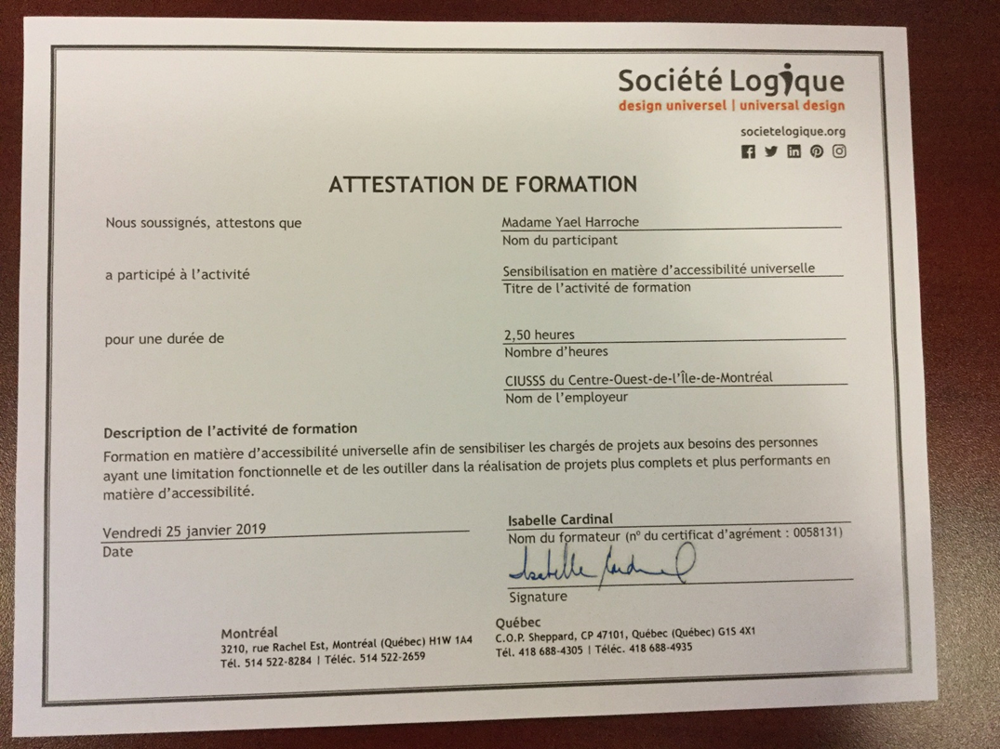 Société Logique
design universel | universal design
societelogique.org
ATTESTATION DE FORMATION
Nous soussignés, attestons que
Madame Yael Harroche
Nom du participant
a participé à l'activité
Sensibilisation en matière d'accessibilité universelle
Titre de l'activité de formation
pour une durée de
2,50 heures
Nombre d'heures
CIUSSS du Centre-Ouest-de-l'Île-de-Montréal
Nom de l'employeur
Description de l'activité de formation
Formation en matière d'accessibilité universelle afin de sensibiliser les chargés de projets aux besoins des personnes
ayant une limitation fonctionnelle et de les outiller dans la réalisation de projets plus complets et plus performants en
matière d'accessibilité.
Vendredi 25 janvier 2019
Date
Isabelle Cardinal
Nom du formateur (nº du certificat d'agrément : 0058131)
Isabelle Cardinal
Signature
Montréal
3210, rue Rachel Est, Montréal (Québec) H1W 1A4
Tél. 514 522-8284 | Téléc. 514 522-2659
Québec
C.O.P. Sheppard, CP 47101, Québec (Québec) G1S 4X1
Tél. 418 688-4305 | Téléc. 418 688-4935